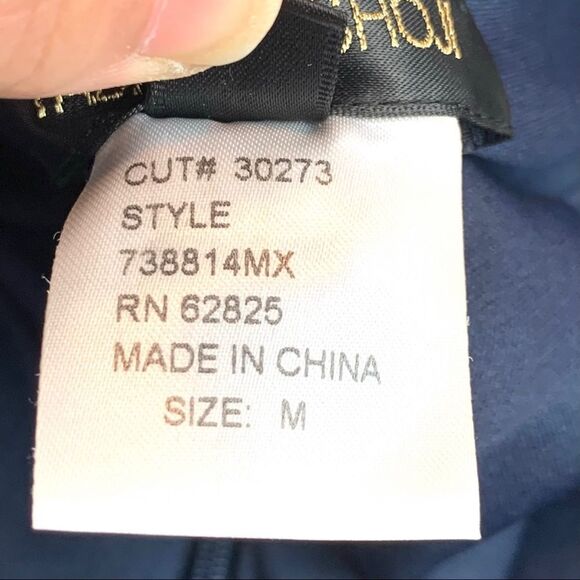 CUT# 30273
STYLE
738814MX
RN 62825
MADE IN CHINA
SIZE: M